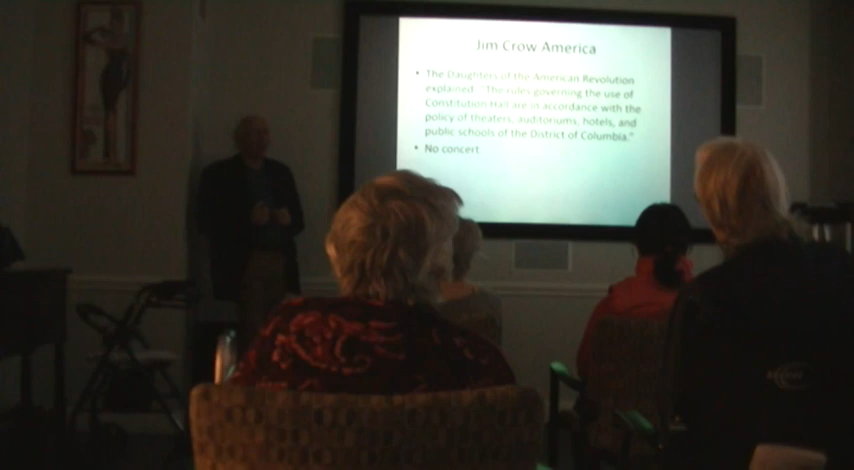 Jim Crow America
• The Daughters of the American Revolution
explained "The rules governing the use of
Constitution Hall are in accordance with the
policy of theaters, auditoriums, hotels, and
public schools of the District of Columbia."
• No concert